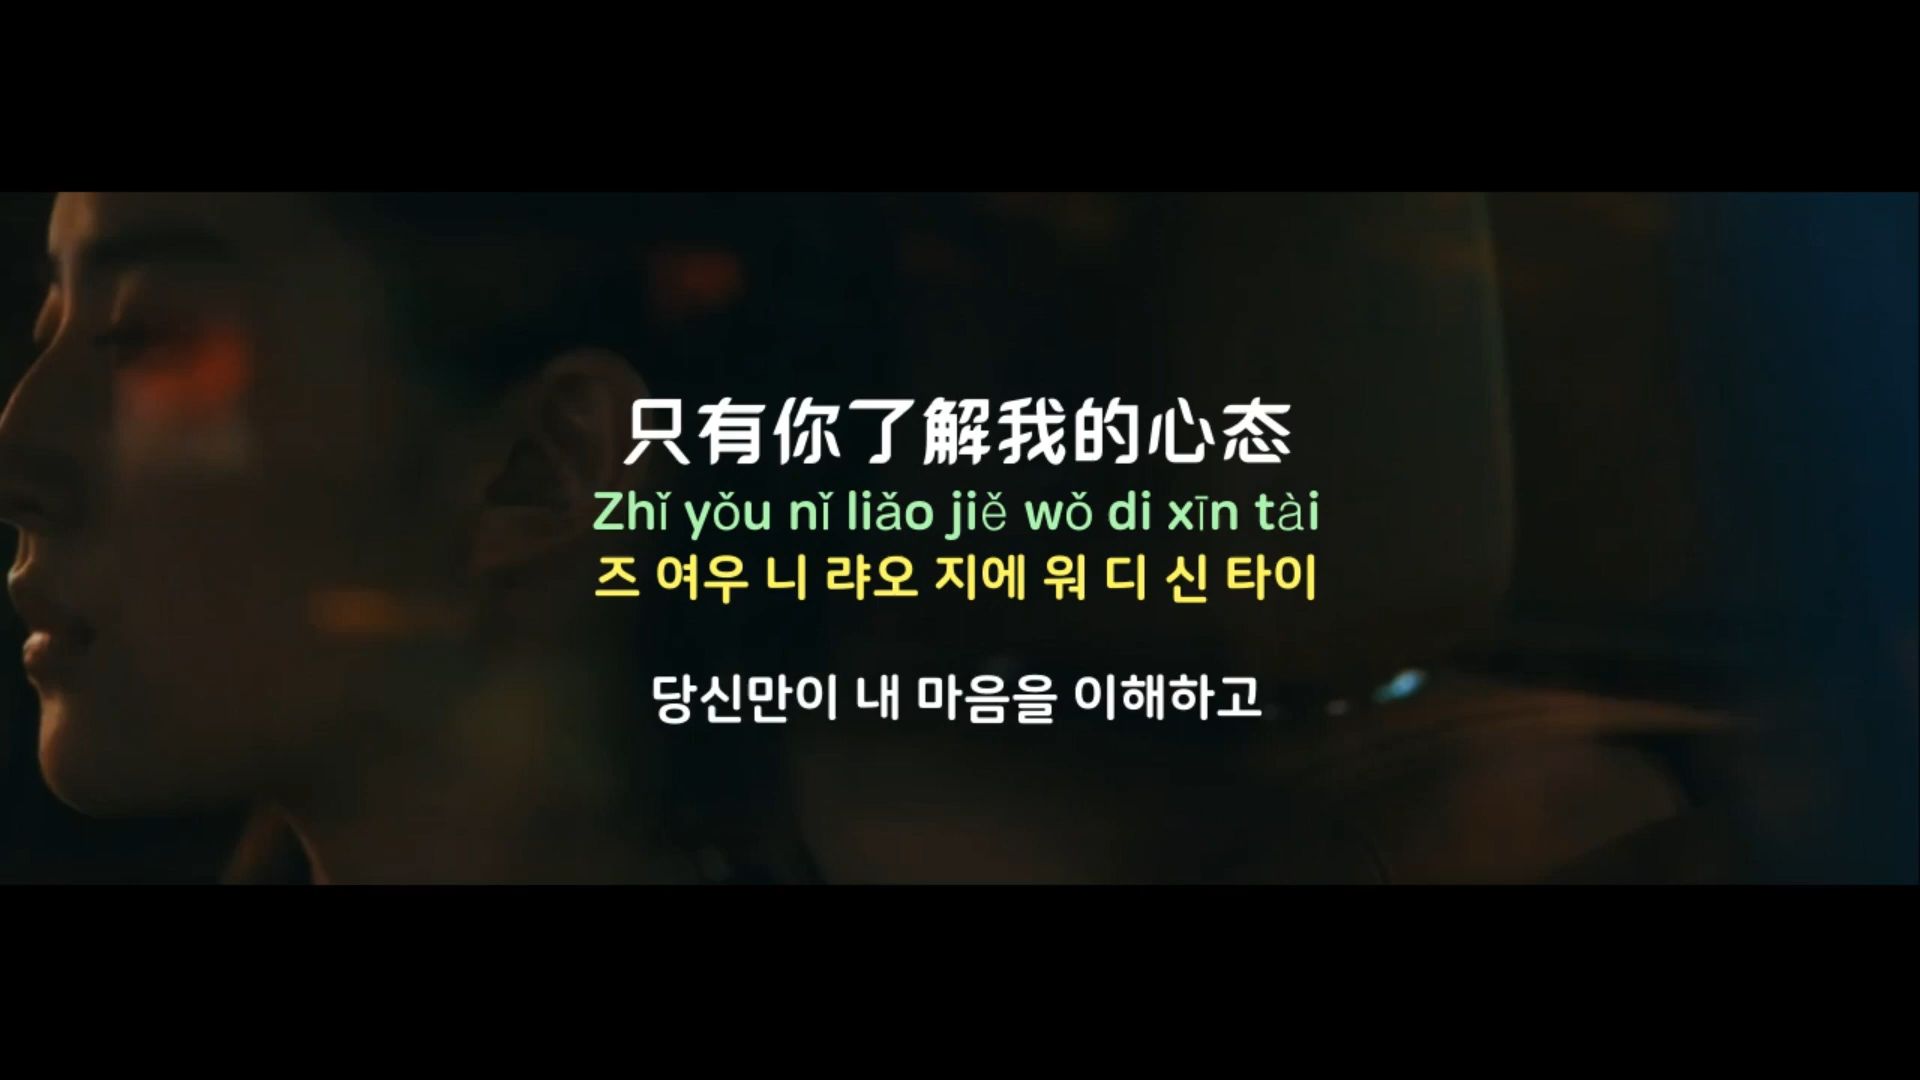 只有你了解我的心态
Zhǐ yǒu nǐ liǎo jiě wǒ di xīn tài
즈 여우 니 랴오 지에 워 디 신 타이
당신만이 내 마음을 이해하고